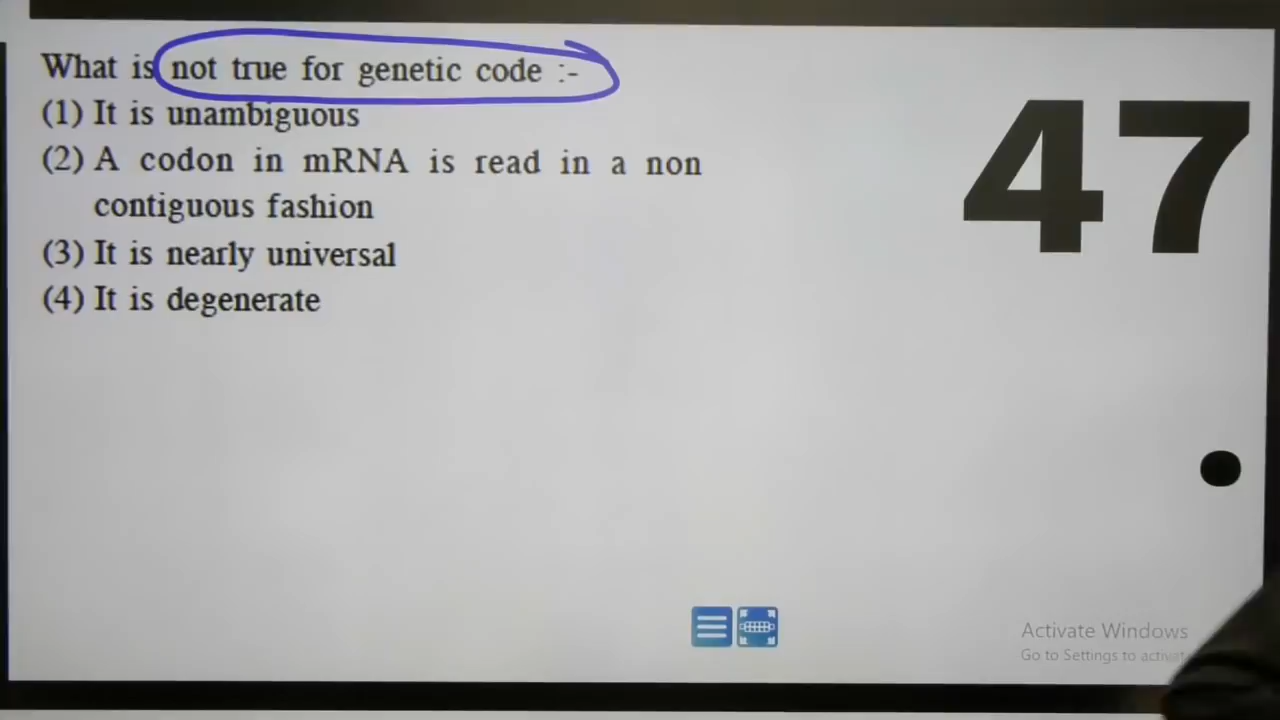 What is not true for genetic code :-
(1) It is unambiguous
(2) A codon in mRNA is read in a non
contiguous fashion
(3) It is nearly universal
(4) It is degenerate
47
Activate Windows
Go to Settings to